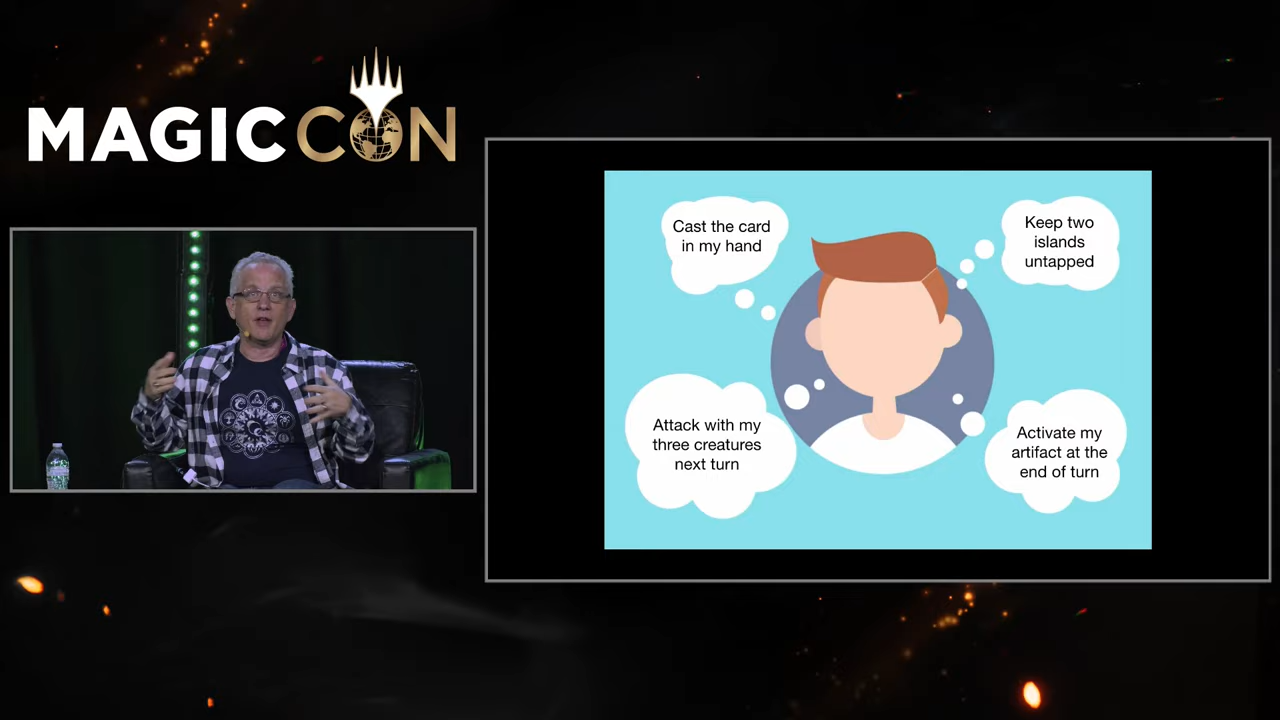 MAGICCON
Cast the card
in my hand
Keep two
islands
untapped
Attack with my
three creatures
next turn
Activate my
artifact at the
end of turn